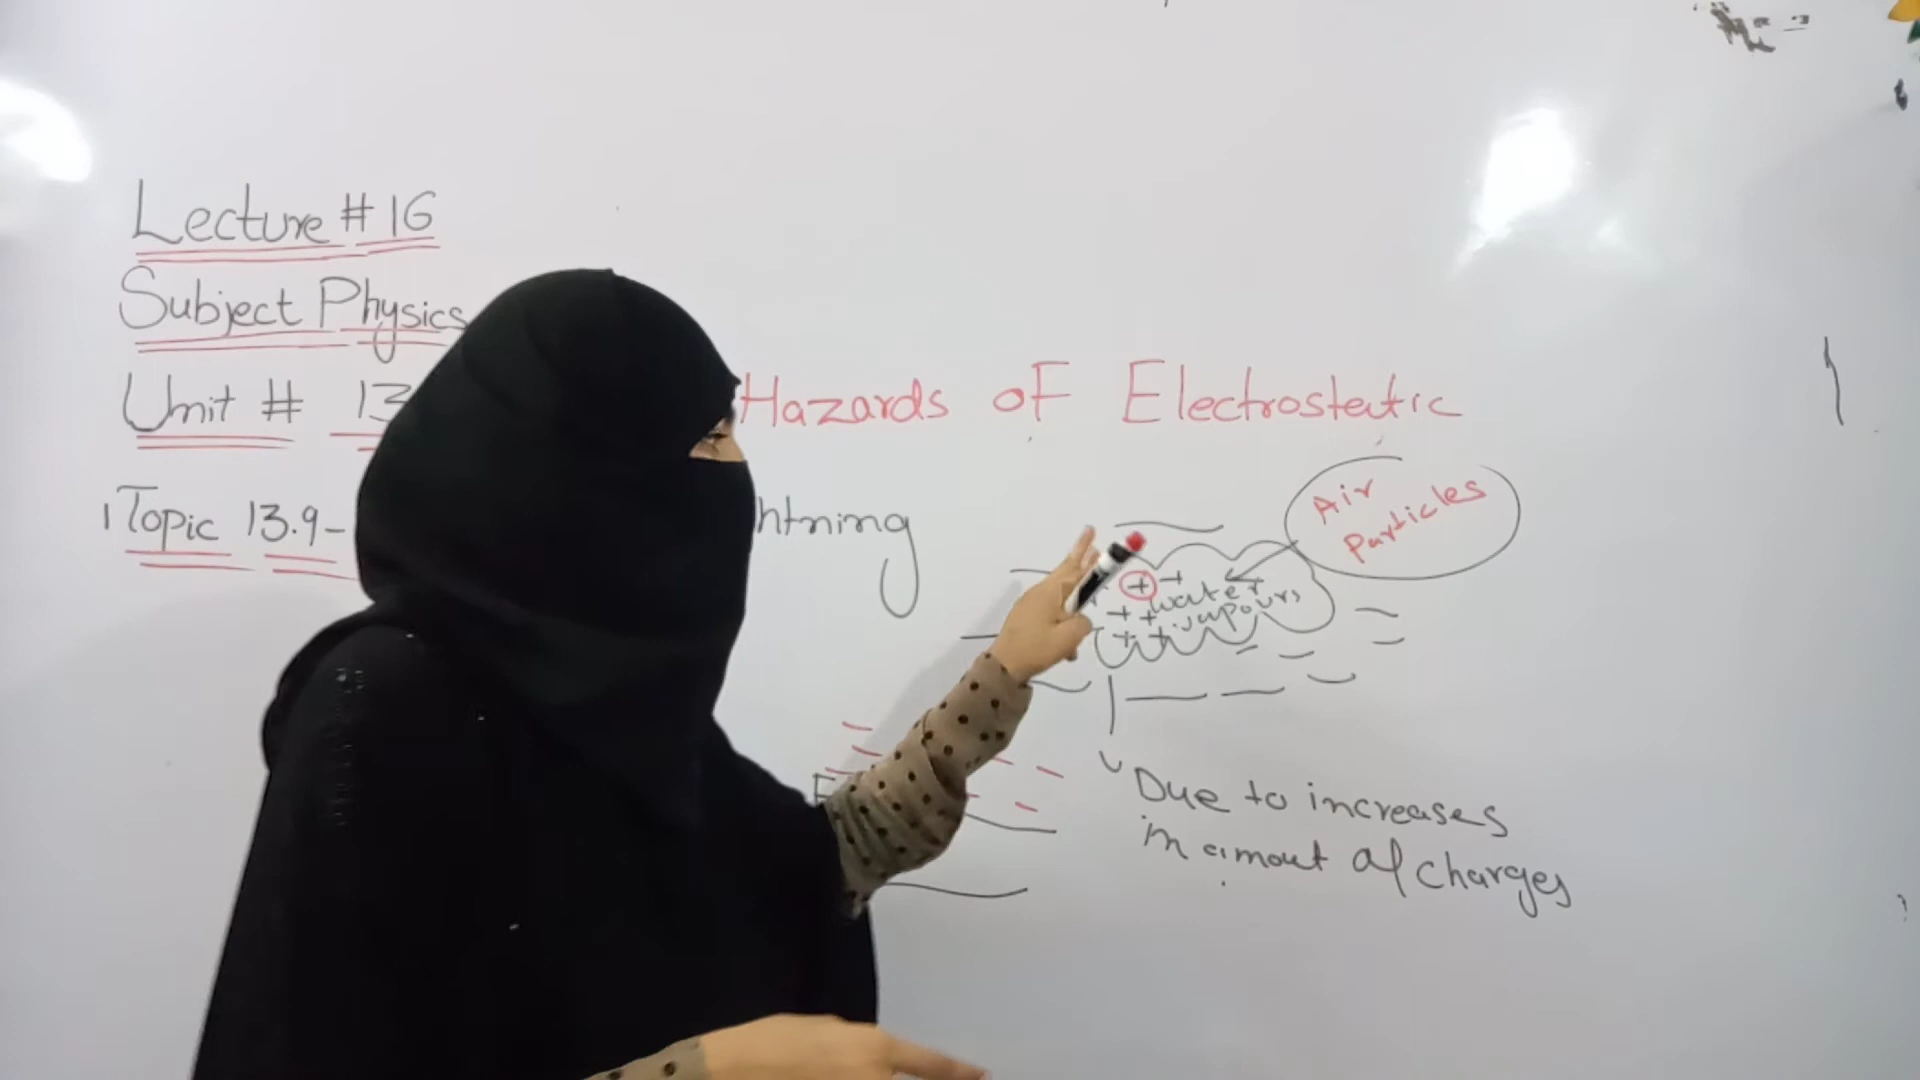 Lecture # 16
Subject Physics
Unit # 13 Hazards of Electrostatic
Topic 13.9- htning
Air
Particles
+ + water
+ + vapours
+ +
Due to increases
in amout of charges